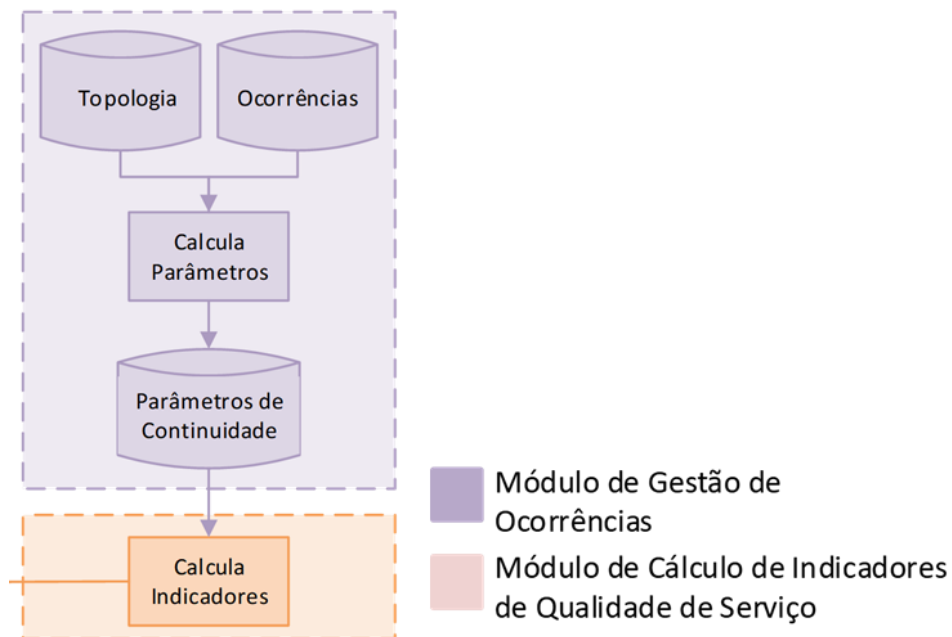 Topologia
Ocorrências
Calcula
Parâmetros
Parâmetros de
Continuidade
Calcula
Indicadores
Módulo de Gestão de
Ocorrências
Módulo de Cálculo de Indicadores
de Qualidade de Serviço